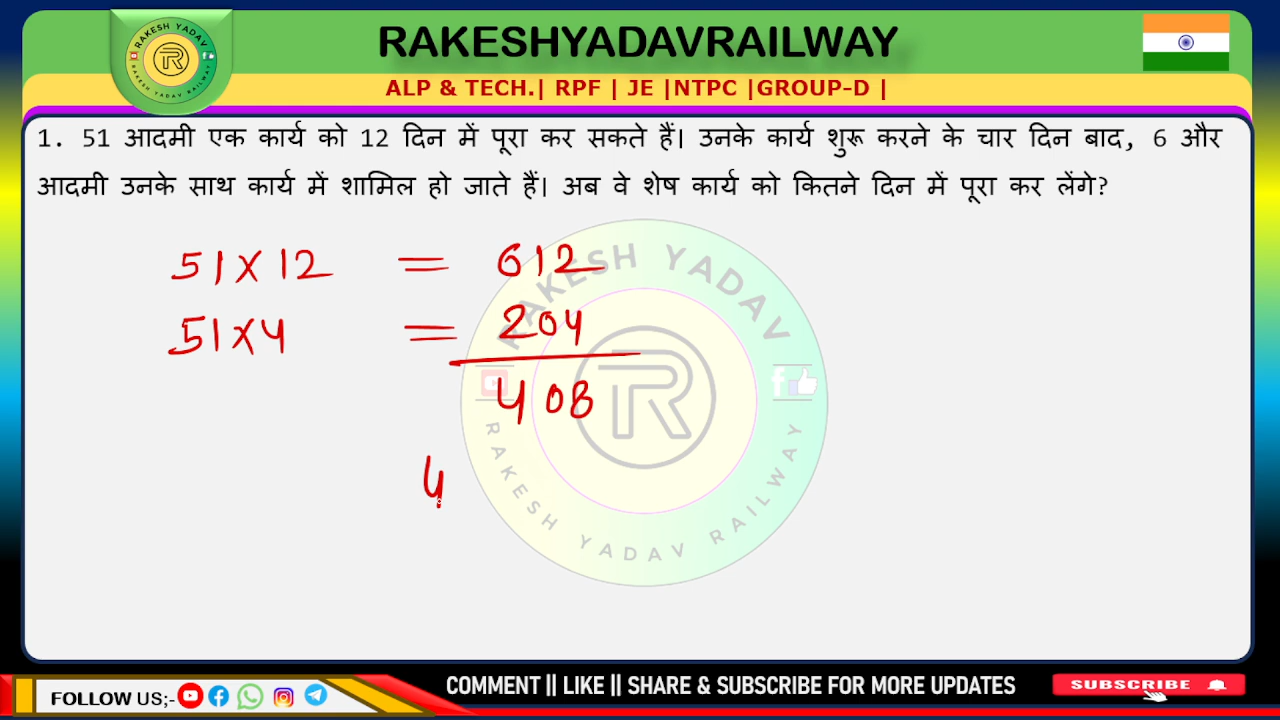 RAKESH YADAV
RAKESH YADAV RAILWAY
RAKESHYADAVRAILWAY
ALP & TECH.| RPF | JE |NTPC |GROUP-D |
1. 51 आदमी एक कार्य को 12 दिन में पूरा कर सकते हैं। उनके कार्य शुरू करने के चार दिन बाद, 6 और
आदमी उनके साथ कार्य में शामिल हो जाते हैं। अब वे शेष कार्य को कितने दिन में पूरा कर लेंगे?
51 x 12 = 612
51 x 4 = 204
408
4
RAKESH YADAV
RAKESH YADAV RAILWAY
FOLLOW US;-
COMMENT || LIKE || SHARE & SUBSCRIBE FOR MORE UPDATES
SUBSCRIBE